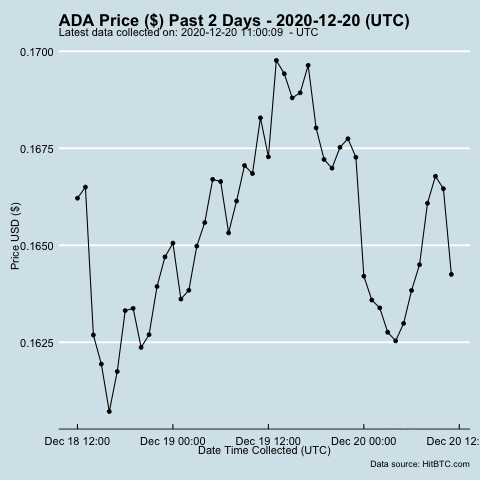 ADA Price ($) Past 2 Days - 2020-12-20 (UTC)
Latest data collected on: 2020-12-20 11:00:09 - UTC
0.1700
0.1675
0.1650
0.1625
Price USD ($)
Dec 18 12:00 Dec 19 00:00 Dec 19 12:00 Dec 20 00:00 Dec 20 12:
Date Time Collected (UTC)
Data source: HitBTC.com